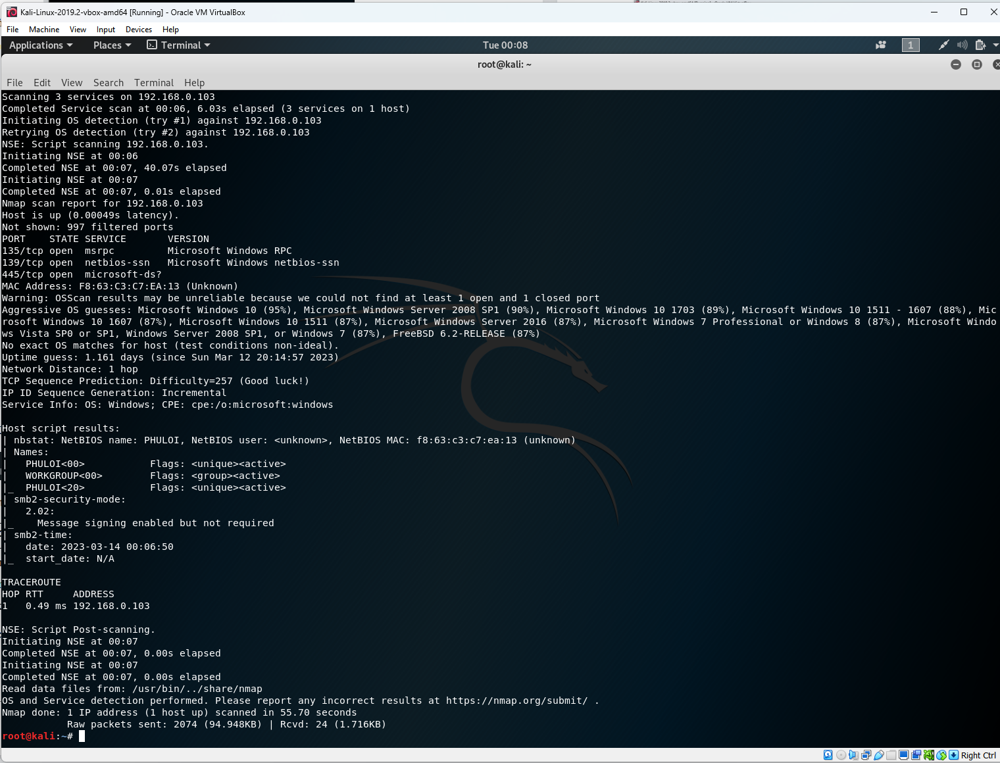 Kali-Linux-2019.2-vbox-amd64 [Running] - Oracle VM VirtualBox
File Machine View Input Devices Help
Applications Places Terminal Tue 00:08 1
root@kali: ~
File Edit View Search Terminal Help
Scanning 3 services on 192.168.0.103
Completed Service scan at 00:06, 6.03s elapsed (3 services on 1 host)
Initiating OS detection (try #1) against 192.168.0.103
Retrying OS detection (try #2) against 192.168.0.103
NSE: Script scanning 192.168.0.103.
Initiating NSE at 00:06
Completed NSE at 00:07, 40.07s elapsed
Initiating NSE at 00:07
Completed NSE at 00:07, 0.01s elapsed
Nmap scan report for 192.168.0.103
Host is up (0.00049s latency).
Not shown: 997 filtered ports
PORT    STATE SERVICE       VERSION
135/tcp open  msrpc         Microsoft Windows RPC
139/tcp open  netbios-ssn   Microsoft Windows netbios-ssn
445/tcp open  microsoft-ds?
MAC Address: F8:63:C3:C7:EA:13 (Unknown)
Warning: OSScan results may be unreliable because we could not find at least 1 open and 1 closed port
Aggressive OS guesses: Microsoft Windows 10 (95%), Microsoft Windows Server 2008 SP1 (90%), Microsoft Windows 10 1703 (89%), Microsoft Windows 10 1511 - 1607 (88%), Mic
rosoft Windows 10 1607 (87%), Microsoft Windows 10 1511 (87%), Microsoft Windows Server 2016 (87%), Microsoft Windows 7 Professional or Windows 8 (87%), Microsoft Windo
ws Vista SP0 or SP1, Windows Server 2008 SP1, or Windows 7 (87%), FreeBSD 6.2-RELEASE (87%)
No exact OS matches for host (test conditions non-ideal).
Uptime guess: 1.161 days (since Sun Mar 12 20:14:57 2023)
Network Distance: 1 hop
TCP Sequence Prediction: Difficulty=257 (Good luck!)
IP ID Sequence Generation: Incremental
Service Info: OS: Windows; CPE: cpe:/o:microsoft:windows
Host script results:
| nbstat: NetBIOS name: PHULOI, NetBIOS user: <unknown>, NetBIOS MAC: f8:63:c3:c7:ea:13 (unknown)
| Names:
|   PHULOI<00>           Flags: <unique><active>
|   WORKGROUP<00>        Flags: <group><active>
|_  PHULOI<20>           Flags: <unique><active>
| smb2-security-mode:
|   2.02:
|_    Message signing enabled but not required
| smb2-time:
|   date: 2023-03-14 00:06:50
|_  start_date: N/A
TRACEROUTE
HOP RTT     ADDRESS
1   0.49 ms 192.168.0.103
NSE: Script Post-scanning.
Initiating NSE at 00:07
Completed NSE at 00:07, 0.00s elapsed
Initiating NSE at 00:07
Completed NSE at 00:07, 0.00s elapsed
Read data files from: /usr/bin/../share/nmap
OS and Service detection performed. Please report any incorrect results at https://nmap.org/submit/ .
Nmap done: 1 IP address (1 host up) scanned in 55.70 seconds
           Raw packets sent: 2074 (94.948KB) | Rcvd: 24 (1.716KB)
root@kali:~#
Right Ctrl